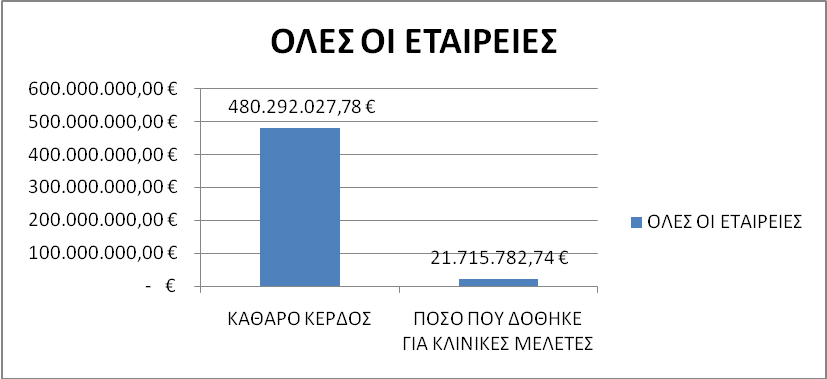 ΟΛΕΣ ΟΙ ΕΤΑΙΡΕΙΕΣ
600.000.000,00 €
500.000.000,00 €
400.000.000,00 €
300.000.000,00 €
200.000.000,00 €
100.000.000,00 €
- €
480.292.027,78 €
21.715.782,74 €
ΚΑΘΑΡΟ ΚΕΡΔΟΣ
ΠΟΣΟ ΠΟΥ ΔΟΘΗΚΕ
ΓΙΑ ΚΛΙΝΙΚΕΣ ΜΕΛΕΤΕΣ
ΟΛΕΣ ΟΙ ΕΤΑΙΡΕΙΕΣ